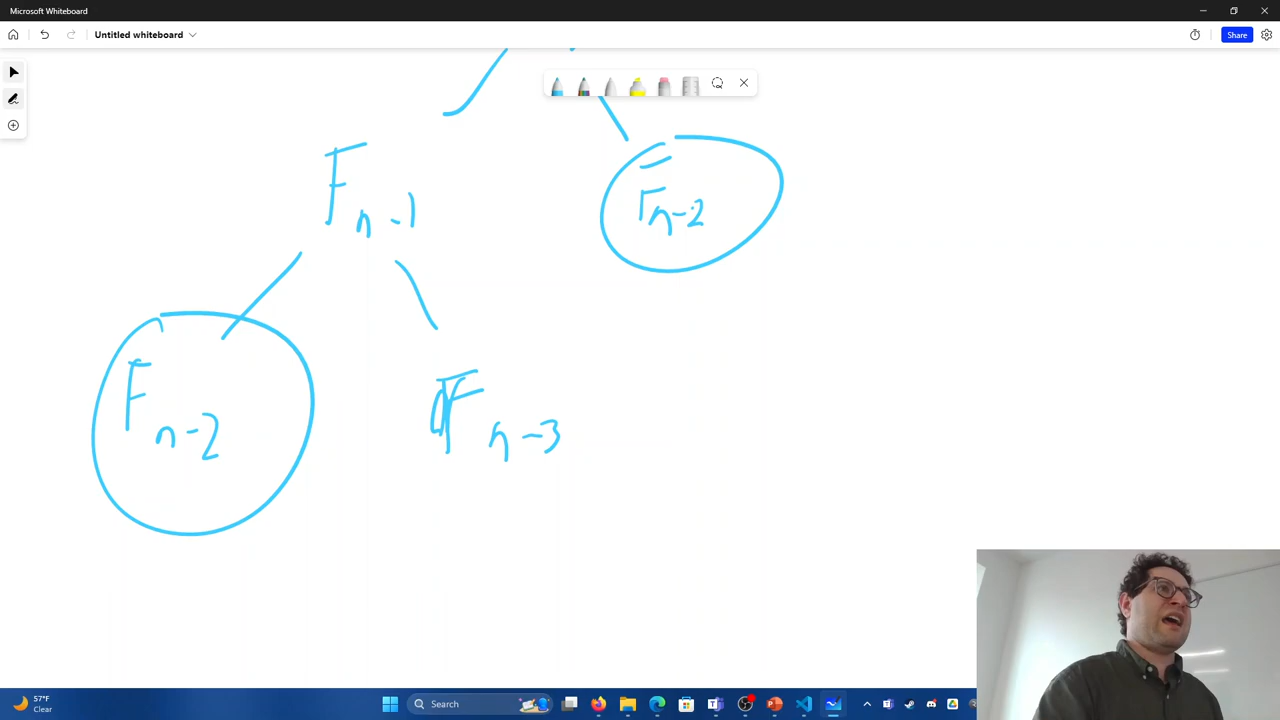 Microsoft Whiteboard
Untitled whiteboard
Share
F n-1
F n-2
F n-2
F n-3
57°F
Clear
Search